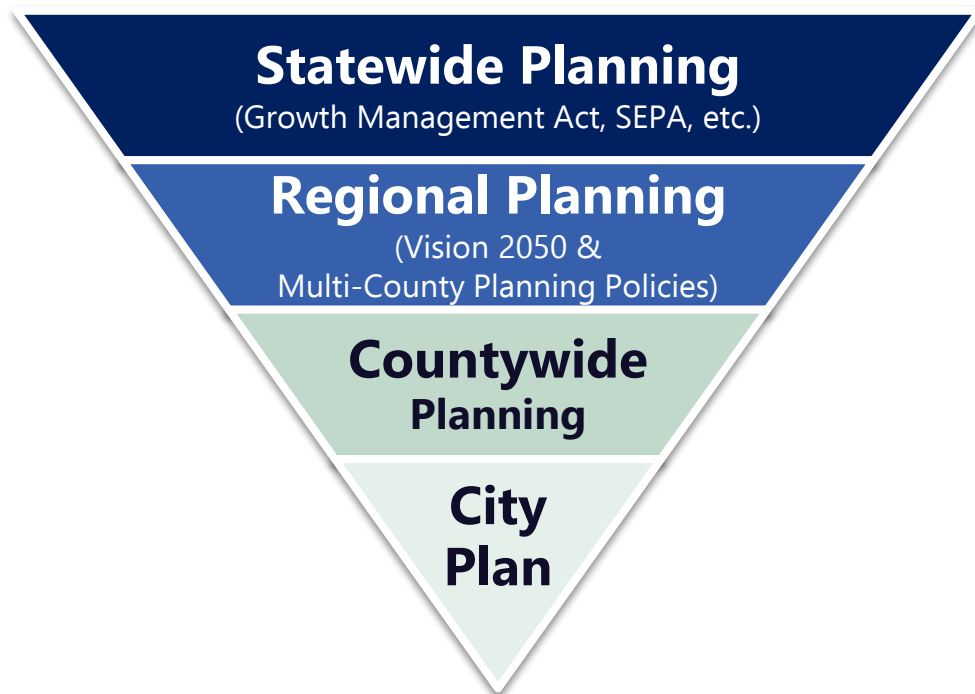 Statewide Planning
(Growth Management Act, SEPA, etc.)
Regional Planning
(Vision 2050 &
Multi-County Planning Policies)
Countywide
Planning
City
Plan